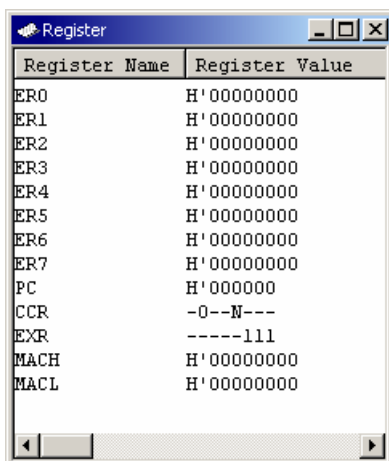 Register
Register Name Register Value
ER0 H'00000000
ER1 H'00000000
ER2 H'00000000
ER3 H'00000000
ER4 H'00000000
ER5 H'00000000
ER6 H'00000000
ER7 H'00000000
PC H'000000
CCR -0--N---
EXR -----111
MACH H'00000000
MACL H'00000000